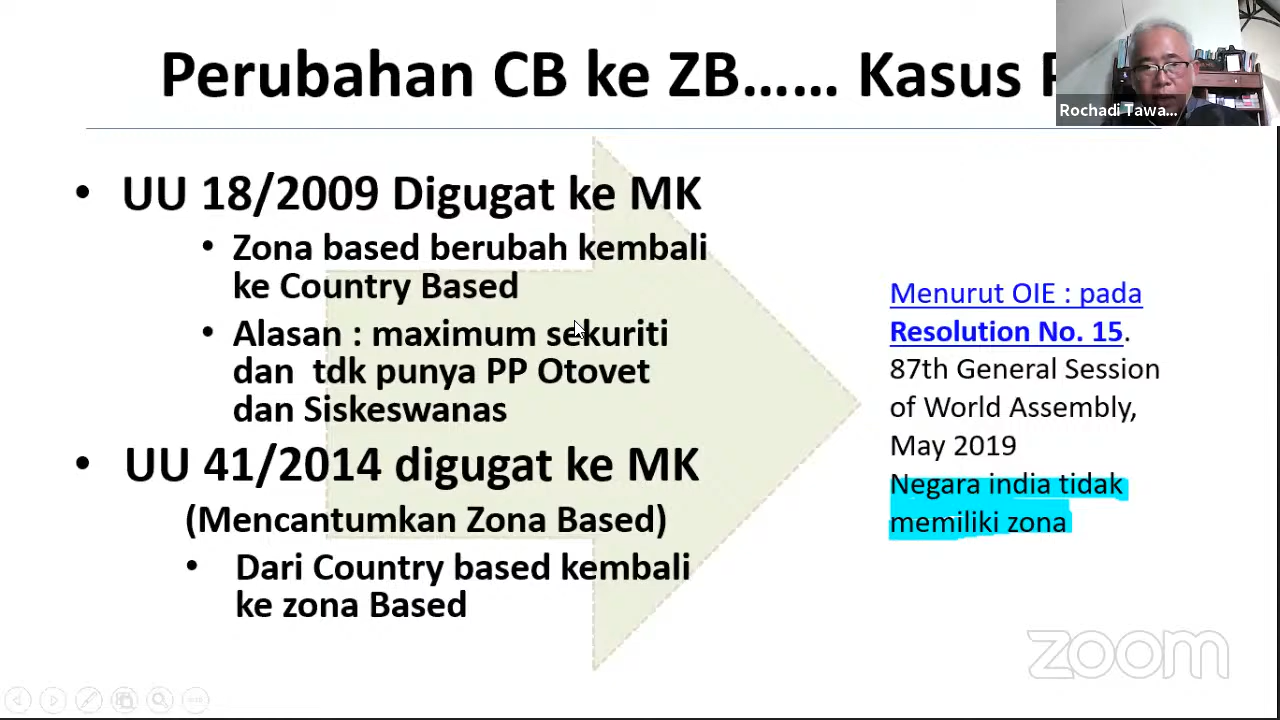 Perubahan CB ke ZB...... Kasus
Rochadi Tawa...
• UU 18/2009 Digugat ke MK
• Zona based berubah kembali
ke Country Based
• Alasan : maximum sekuriti
dan tdk punya PP Otovet
dan Siskeswanas
• UU 41/2014 digugat ke MK
(Mencantumkan Zona Based)
• Dari Country based kembali
ke zona Based
Menurut OIE : pada
Resolution No. 15.
87th General Session
of World Assembly,
May 2019
Negara india tidak
memiliki zona
zoom